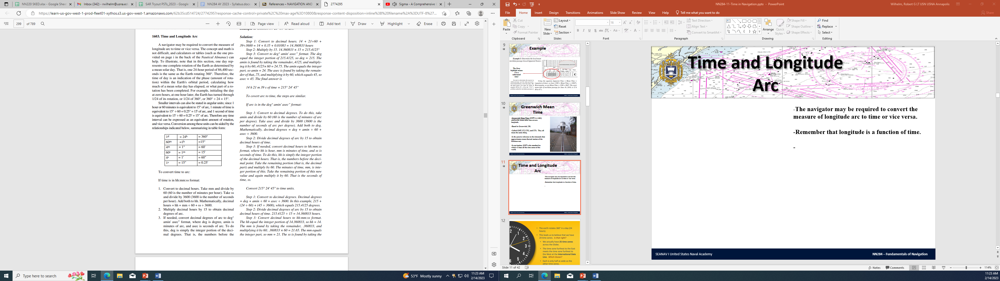 NN220 SKED.xlsx - Google Shee
Inbox (342) - rwilhelm@usna.ed
SAR Tryout PSTs_2023 - Google
NN284 AY 2023 - Syllabus.docx
References – NAVIGATION AND
2774295
Sigma - A Comprehensive
https://learn-us-gov-west-1-prod-fleet01-xythos.s3.us-gov-west-1.amazonaws.com/62b35cd514724/2774295?response-cache-control=private%2C%20max-age%3D10800&response-content-disposition=inline%3B%20filename%2A%3DUTF-8%27...
299 of 789
Page view
Read aloud
Add text
Draw
Highlight
Erase
1603. Time and Longitude Arc
A navigator may be required to convert the measure of
longitude arc to time or vice versa. The concept and math is
not difficult, and calculators or tables (such as the one pro-
vided on page i in the back of the Nautical Almanac) can
help. To illustrate, note that in this section, one day rep-
resents one complete rotation of the Earth as determined by
a mean solar day. That is, one 24-hour period of 86,400 sec-
onds is the same as the Earth rotating 360°. Therefore, the
time of day is an indication of the phase (amount of rota-
tion) within the Earth's orbital period, calculating how
much of a mean solar day has elapsed, or what part of a ro-
tation has been completed. For example, initialing the day
at zero hours, at one hour later, the Earth has turned through
1/24 of its rotation, or 1/24 of 360°, or 360° ÷ 24 = 15°.
Smaller intervals can also be stated in angular units; since 1
hour or 60 minutes is equivalent to 15° of arc, 1 minute of time is
equivalent to 15° ÷ 60 = 0.25° = 15' of arc, and 1 second of time
is equivalent to 15' ÷ 60 = 0.25' = 15" of arc. Therefore any time
interval can be expressed as an equivalent amount of rotation,
and vice versa. Conversion among these units can be aided by the
relationships indicated below, summarizing in table form:
1d = 24h = 360°
60m =1h =15°
4m = 1° = 60'
60s = 1m = 15'
4s = 1' = 60"
1s = 15" = 0.25'
To convert time to arc:
If time is in hh:mm:ss format:
1. Convert to decimal hours. Take mm and divide by
60 (60 is the number of minutes per hour). Take ss
and divide by 3600 (3600 is the number of seconds
per hour). Add both to hh. Mathematically, decimal
hours = hh + mm ÷ 60 + ss ÷ 3600.
2. Multiply decimal hours by 15 to obtain decimal
degrees of arc.
3. If needed, convert decimal degrees of arc to deg°
amin' asec" format, where deg is degree, amin is
minutes of arc, and asec is seconds of arc. To do
this, deg is simply the integer portion of the deci-
mal degrees. That is, the numbers before the
Solution:
Step 1: Convert to decimal hours. 14 + 21÷60 +
39÷3600 = 14 + 0.35 + 0.01083 = 14.360833 hours
Step 2: Multiply by 15. 14.360833 × 15 = 215.4125°
Step 3: Convert to deg° amin' asec" format. The deg
equal the integer portion of 215.4125, so deg = 215. The
amin is found by taking the remainder,.4125, and multiply-
ing it by 60;.4125× 60 = 24.75. The amin equals the integer
part, so amin = 24. The asec is found by taking the remain-
der of that,.75, and multiplying it by 60, which equals 45, so
asec = 45. The final answer is
14 h 21 m 39 s of time = 215° 24' 45"
To covert arc to time, the steps are similar.
If arc is in the deg° amin' asec" format:
Step 1: Convert to decimal degrees. To do this, take
amin and divide by 60 (60 is the number of minutes of arc
per degree). Take asec and divide by 3600 (3600 is the
number of seconds of arc per degree). Add both to deg.
Mathematically, decimal degrees = deg + amin ÷ 60 +
asec ÷ 3600.
Step 2: Divide decimal degrees of arc by 15 to obtain
decimal hours of time.
Step 3: If needed, convert decimal hours to hh:mm:ss
format, where hh is hour, mm is minutes of time, and ss is
seconds of time. To do this, hh is simply the integer portion
of the decimal hours. That is, the numbers before the deci-
mal point. Take the remaining portion (that is, the decimal
part) and multiply by 60. The minutes of time, mm, is inte-
ger portion of this. Take the remaining portion of this new
value and again multiply it by 60. That is the seconds of
time, ss.
Convert 215° 24' 45" to time units.
Step 1: Convert to decimal degrees. Decimal degrees
= deg + amin ÷ 60 + asec ÷ 3600. In this example, 215 +
(24 ÷ 60) + (45 ÷ 3600), which equals 215.4125 degrees.
Step 2: Divide decimal degrees of arc by 15 to obtain
decimal hours of time. 215.4125 ÷ 15 = 14.360833 hours.
Step 3: Convert decimal hours to hh:mm:ss format.
The hh equal the integer portion of 14.360833, so hh = 14.
The mm is found by taking the remainder, .360833, and
multiplying it by 60; .360833 × 60 = 21.65. The mm equals
the integer part, so mm = 21. The ss is found by taking the
Type here to search
53°F Mostly sunny
11:23 AM
2/14/2023
NN284-11-Time in Navigation.pptx - PowerPoint
Wilhelm, Robert G LT USN USNA Annapolis
File Home Insert Design Transitions Animations Slide Show Review View Help Tell me what you want to do Share
Paste
Cut
Copy
Format Painter
Clipboard
New Slide
Layout
Reset
Section
Slides
16
Font
Text Direction
Align Text
Convert to SmartArt
Paragraph
Arrange
Quick Styles
Shape Fill
Shape Outline
Shape Effects
Drawing
Find
Replace
Select
Editing
9
Example
Example 1: Determine the local mean
meridian passage (Local Apparent Noon)
The Gray
highlight means
it is a
subtracted
time!
Using the equation Apparent Time = Mean Time +
10
Greenwich Mean
Time
-Greenwich Mean Time (GMT) is widely
used as the mean solar time at zero
longitude.
-Based in Greenwich, UK.
-Called GMT, UT, UTC, and UT1. They all
mean the same thing.
-Is the generic reference to the timescale that
approximates mean diurnal motion of the
fictitious sun.
-In navigation, GMT is the standard to
which we base all the time zones of the
world.
11
Time and Longitude
Arc
-The navigator may be required to convert the
measure of longitude arc to time or vice versa.
-Remember that longitude is a function of time.
-
12
The earth rotates 360° in a day (24
hours).
This leads us to believe that we have
24 time zones. Is that right?
We actually have 25 time zones
across the Globe.
The time zone furthest to the East
meets the time zone furthest to
the West at the International Date
Line. Which Ocean?
Each is only half as wide as the
other time zones.
Time and Longitude
Arc
-The navigator may be required to convert the
measure of longitude arc to time or vice versa.
-Remember that longitude is a function of time.
-
SEANAV I United States Naval Academy
NN284 – Fundamentals of Navigation
Slide 11 of 42
Notes
Comments
114%
11:23 AM
2/14/2023